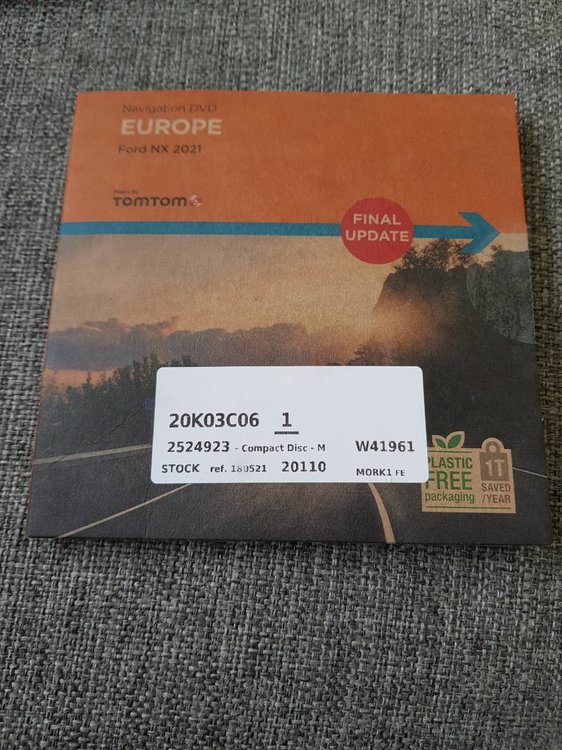 Navigation DVD
EUROPE
Ford NX 2021
Maps by
TOMTOM
FINAL
UPDATE
20K03C06 1
2524923 - Compact Disc - M W41961
STOCK ref. 180521 20110 MORK1 FE
PLASTIC
FREE
packaging
1T
SAVED
/YEAR